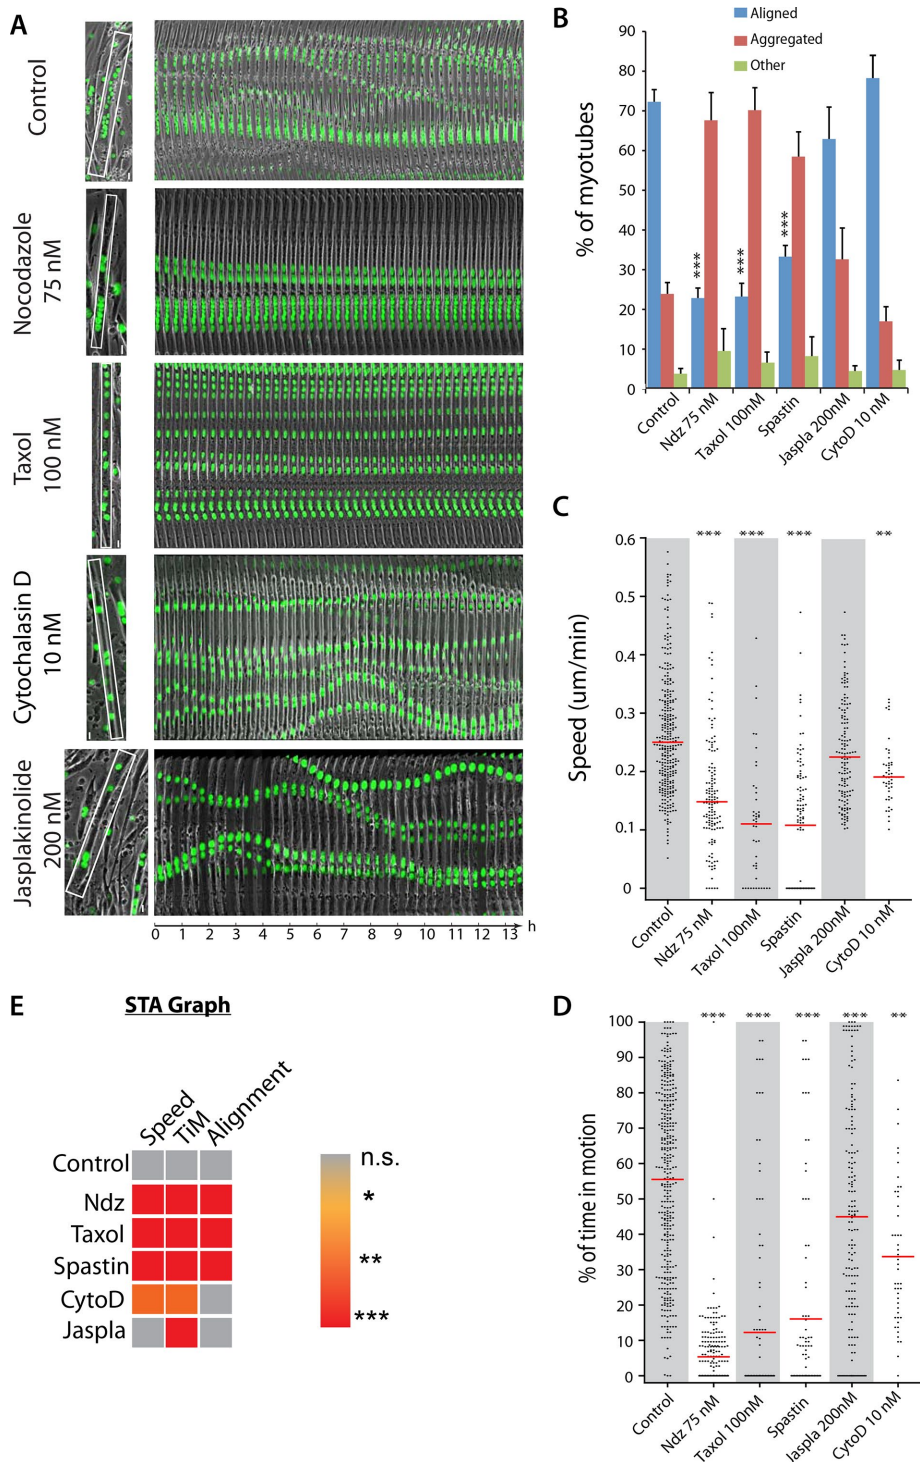 A
Control
Nocodazole
75 nM
Taxol
100 nM
Cytochalasin D
10 nM
Jasplakinolide
200 nM
0 1 2 3 4 5 6 7 8 9 10 11 12 13 h
B
Aligned
Aggregated
Other
% of myotubes
90
80
70
60
50
40
30
20
10
0
***
***
***
Control
Ndz 75 nM
Taxol 100nM
Spastin
Jaspla 200nM
CytoD 10 nM
C
*** *** *** **
Speed (um/min)
0.6
0.5
0.4
0.3
0.2
0.1
0
Control
Ndz 75 nM
Taxol 100nM
Spastin
Jaspla 200nM
CytoD 10 nM
D
*** *** *** *** **
% of time in motion
100
90
80
70
60
50
40
30
20
10
0
Control
Ndz 75 nM
Taxol 100nM
Spastin
Jaspla 200nM
CytoD 10 nM
E
STA Graph
Speed
TiM
Alignment
Control
Ndz
Taxol
Spastin
CytoD
Jaspla
n.s.
*
**
***